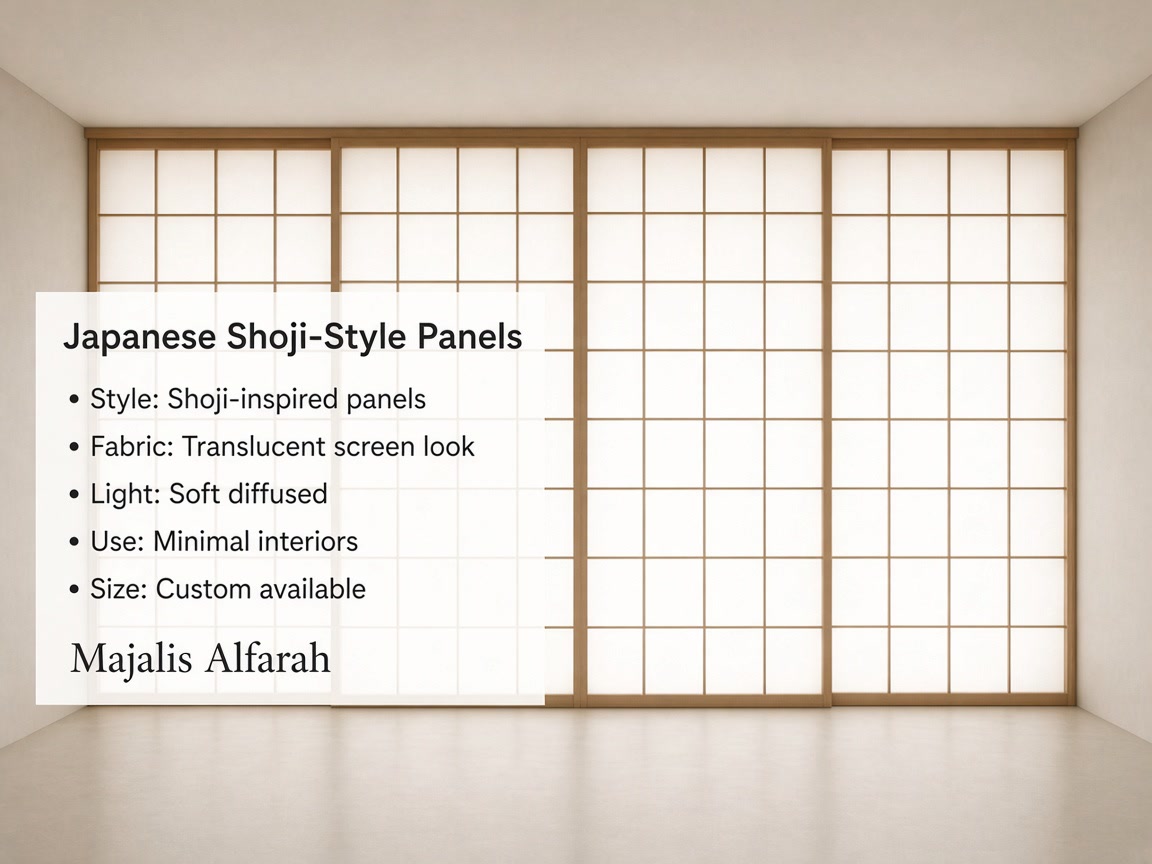 Japanese Shoji-Style Panels
• Style: Shoji-inspired panels
• Fabric: Translucent screen look
• Light: Soft diffused
• Use: Minimal interiors
• Size: Custom available
Majalis Alfarah